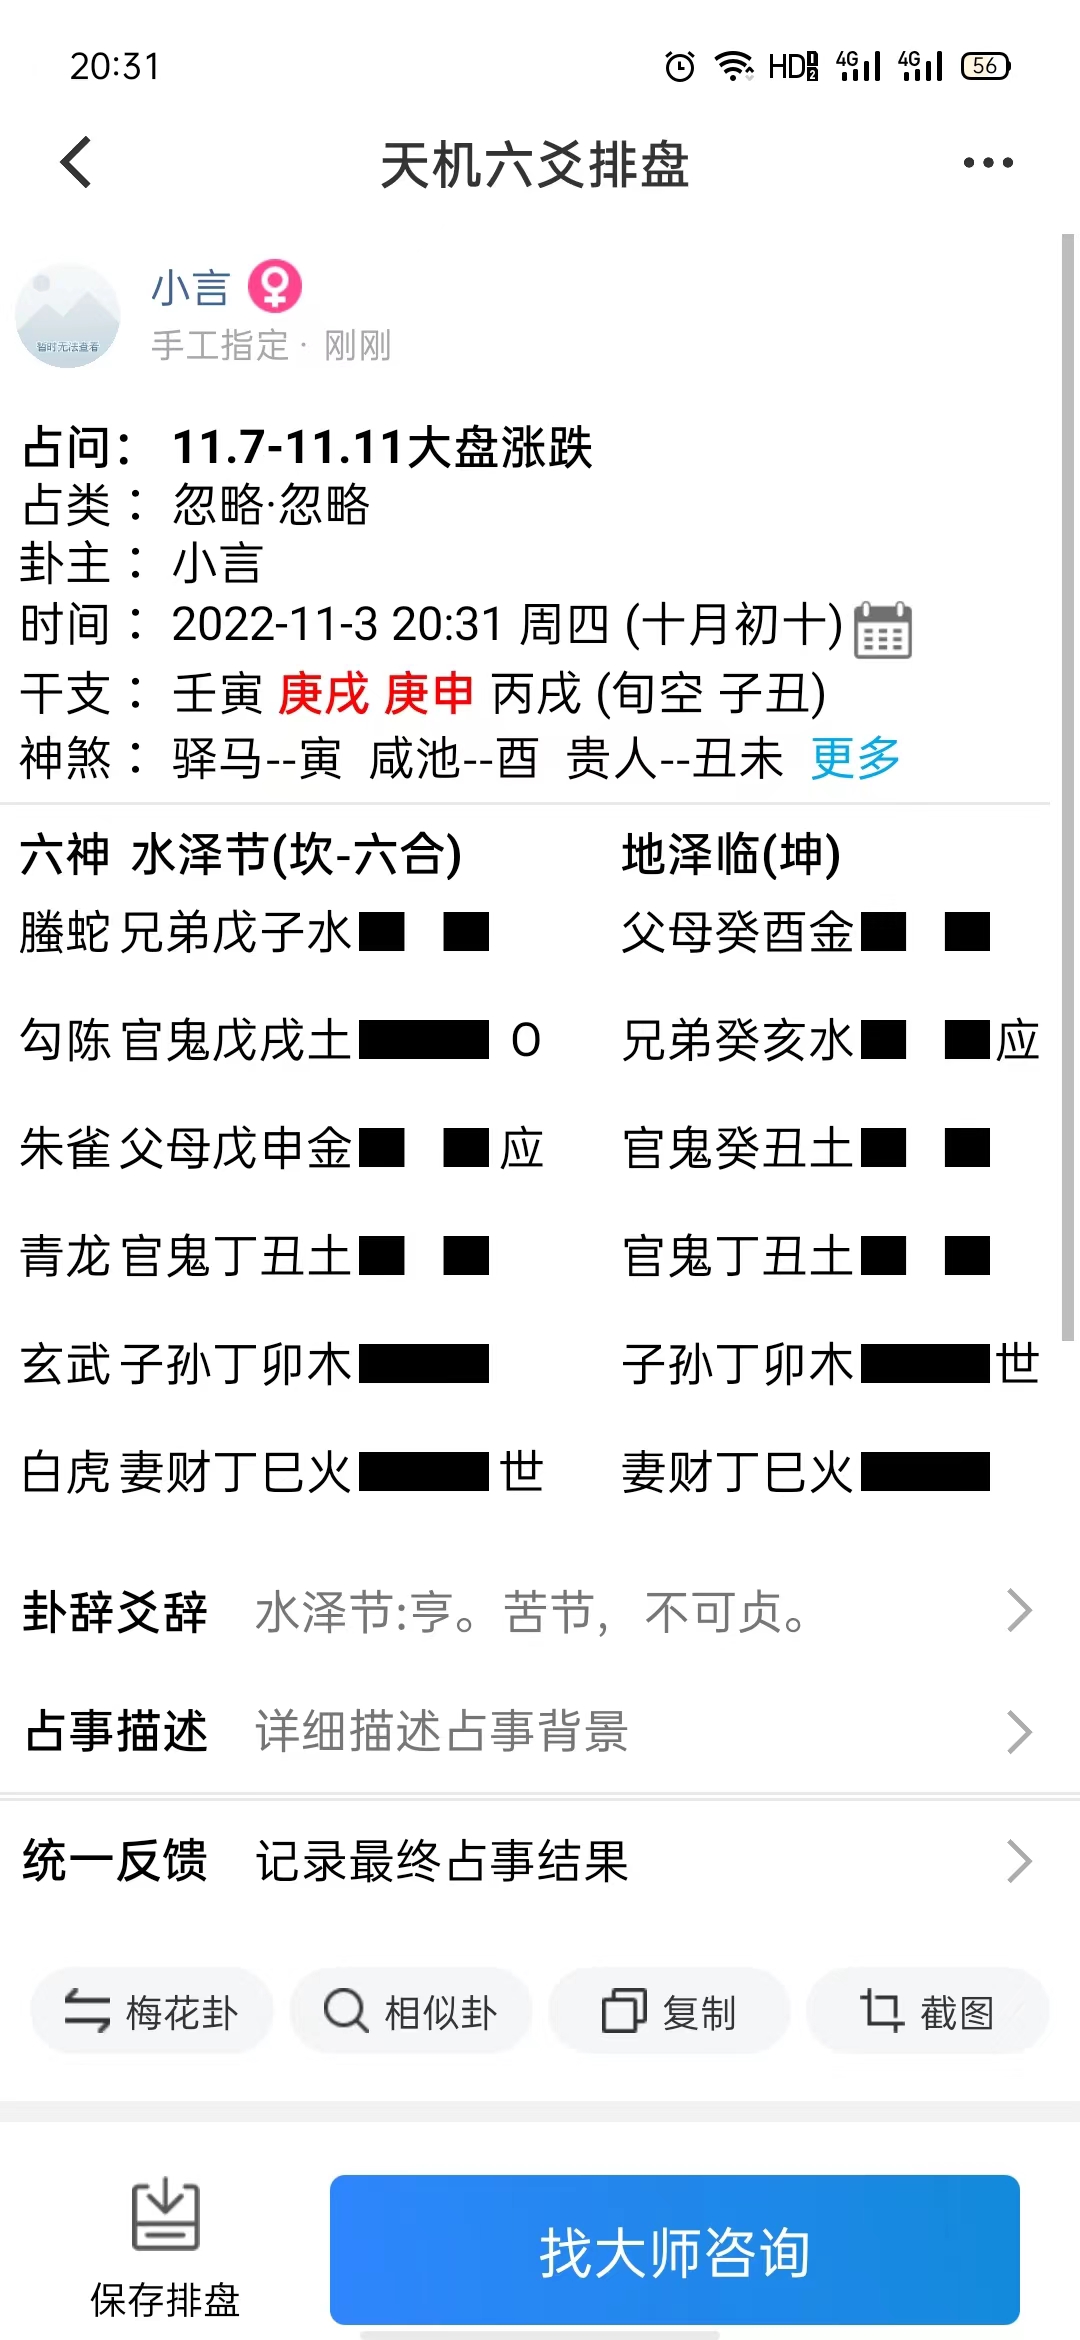 20:31 HD 1 2 4G 4G 56
天机六爻排盘
小言
暂时无法查看
手工指定 · 刚刚
占问： 11.7-11.11大盘涨跌
占类： 忽略·忽略
卦主： 小言
时间： 2022-11-3 20:31 周四 (十月初十)
干支： 壬寅 庚戌 庚申 丙戌 (旬空 子丑)
神煞： 驿马--寅 咸池--酉 贵人--丑未 更多
六神 水泽节(坎-六合) 地泽临(坤)
螣蛇 兄弟戊子水 父母癸酉金
勾陈 官鬼戊戌土 O 兄弟癸亥水 应
朱雀 父母戊申金 应 官鬼癸丑土
青龙 官鬼丁丑土 官鬼丁丑土
玄武 子孙丁卯木 子孙丁卯木 世
白虎 妻财丁巳火 世 妻财丁巳火
卦辞爻辞 水泽节:亨。苦节，不可贞。
占事描述 详细描述占事背景
统一反馈 记录最终占事结果
梅花卦 相似卦 复制 截图
保存排盘 找大师咨询